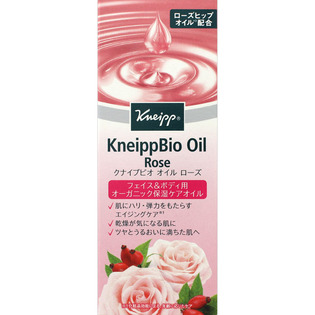 ローズヒップ
オイル配合
Kneipp®
KneippBio Oil
Rose
クナイプビオ オイル ローズ
フェイス＆ボディ用
オーガニック保湿ケアオイル
✓ 肌にハリ・弾力をもたらす
エイジングケア*¹
✓ 乾燥が気になる肌に
✓ ツヤとうるおいに満ちた肌へ